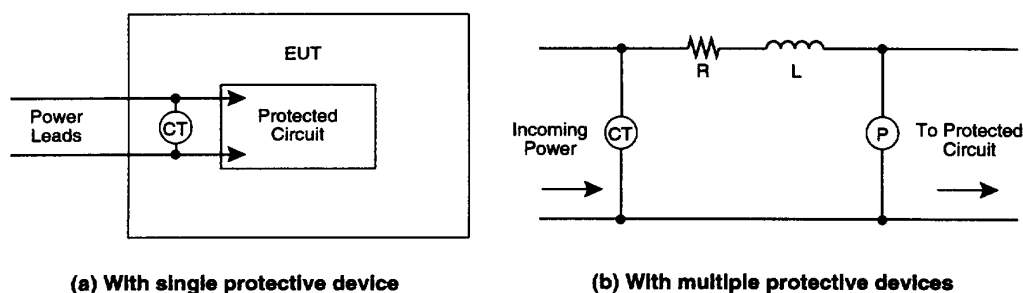 EUT
Power
Leads
CT
Protected
Circuit
(a) With single protective device
R
L
Incoming
Power
CT
P
To Protected
Circuit
(b) With multiple protective devices